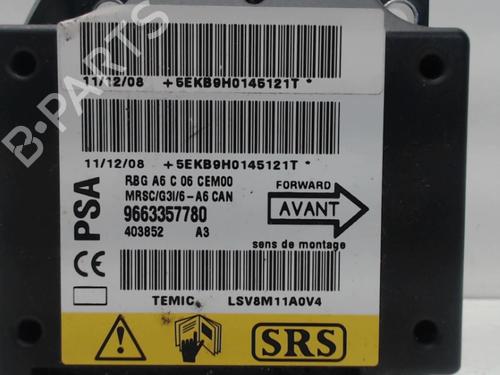 11/12/08 +5EKB9H0145121T*
11/12/08 +5EKB9H0145121T*
PSA
RBG A6 C 06 CEM00
MRSC/G3I/6-A6 CAN
9663357780
403852 A3
FORWARD
AVANT
sens de montage
CE
TEMIC LSV8M11A0V4
SRS
B-PARTS